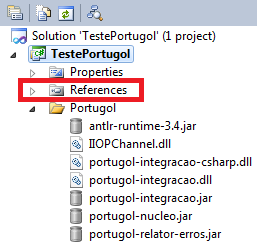 Solution 'TestePortugol' (1 project)
TestePortugol
Properties
References
Portugol
antlr-runtime-3.4.jar
IIOPChannel.dll
portugol-integracao-csharp.dll
portugol-integracao.dll
portugol-integracao.jar
portugol-nucleo.jar
portugol-relator-erros.jar